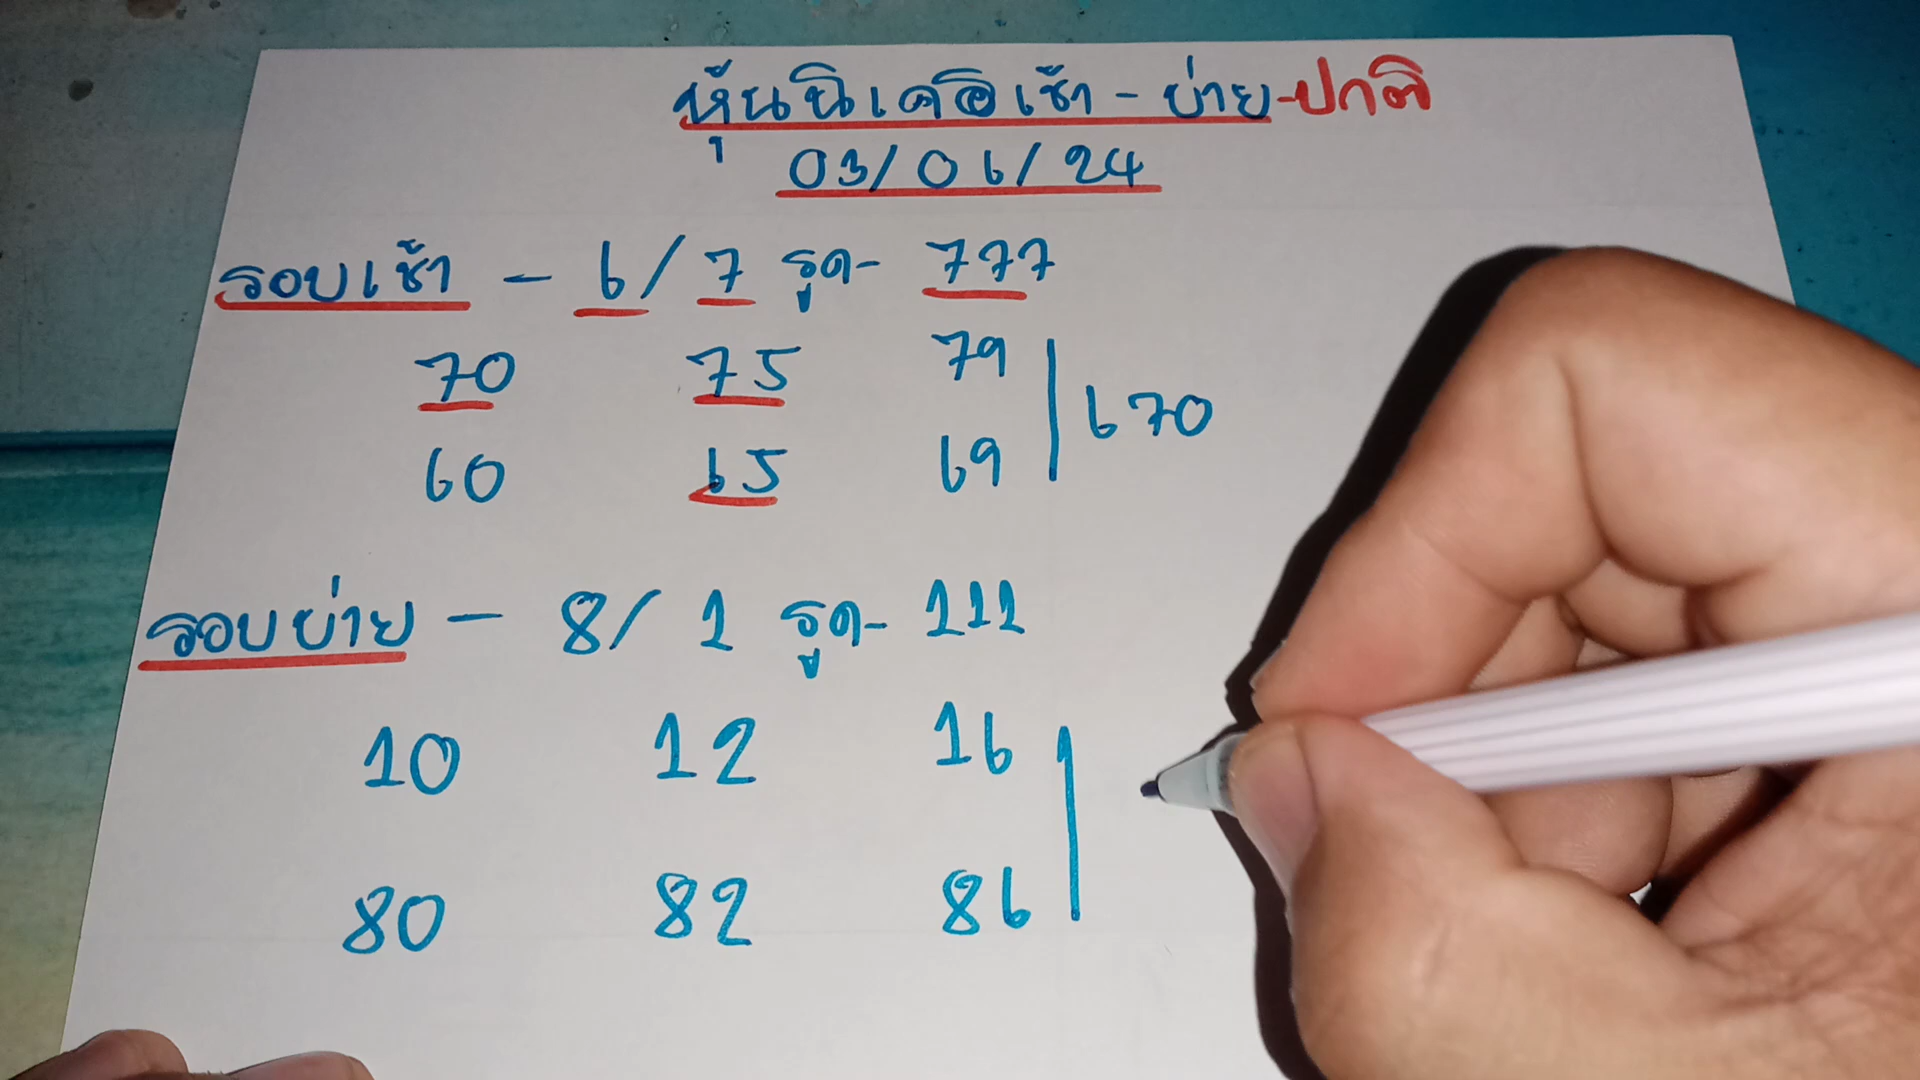 หุ้นนิเคอิเช้า - บ่าย-ปกติ
03/06/24
รอบเช้า - 6/7 รูด- 777
70 75 79
670
60 65 69
รอบบ่าย - 8/1 รูด- 111
10 12 16
80 82 86